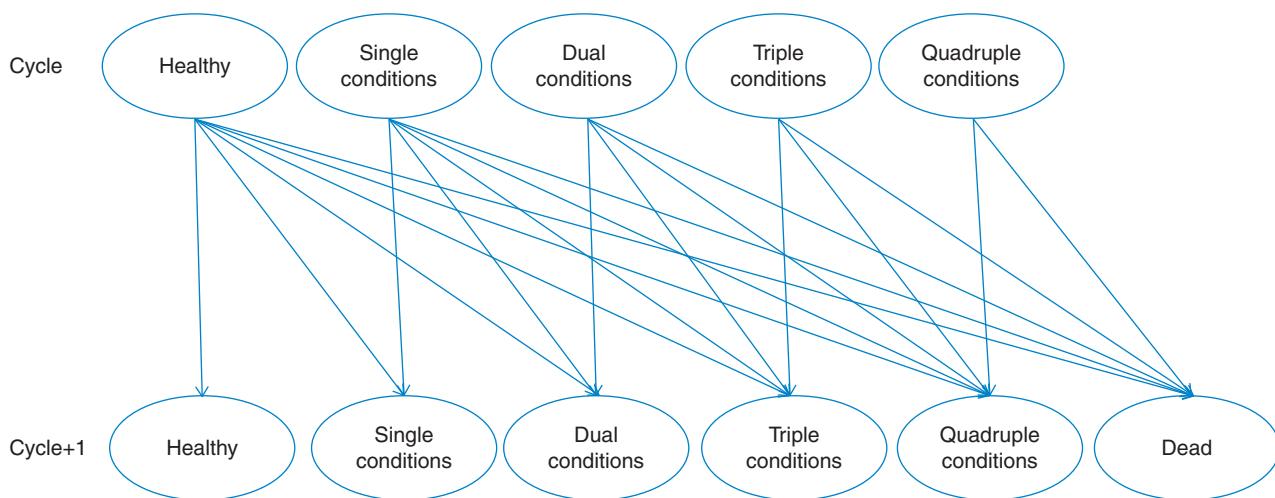 Cycle
Healthy
Single
conditions
Dual
conditions
Triple
conditions
Quadruple
conditions
Cycle+1
Healthy
Single
conditions
Dual
conditions
Triple
conditions
Quadruple
conditions
Dead